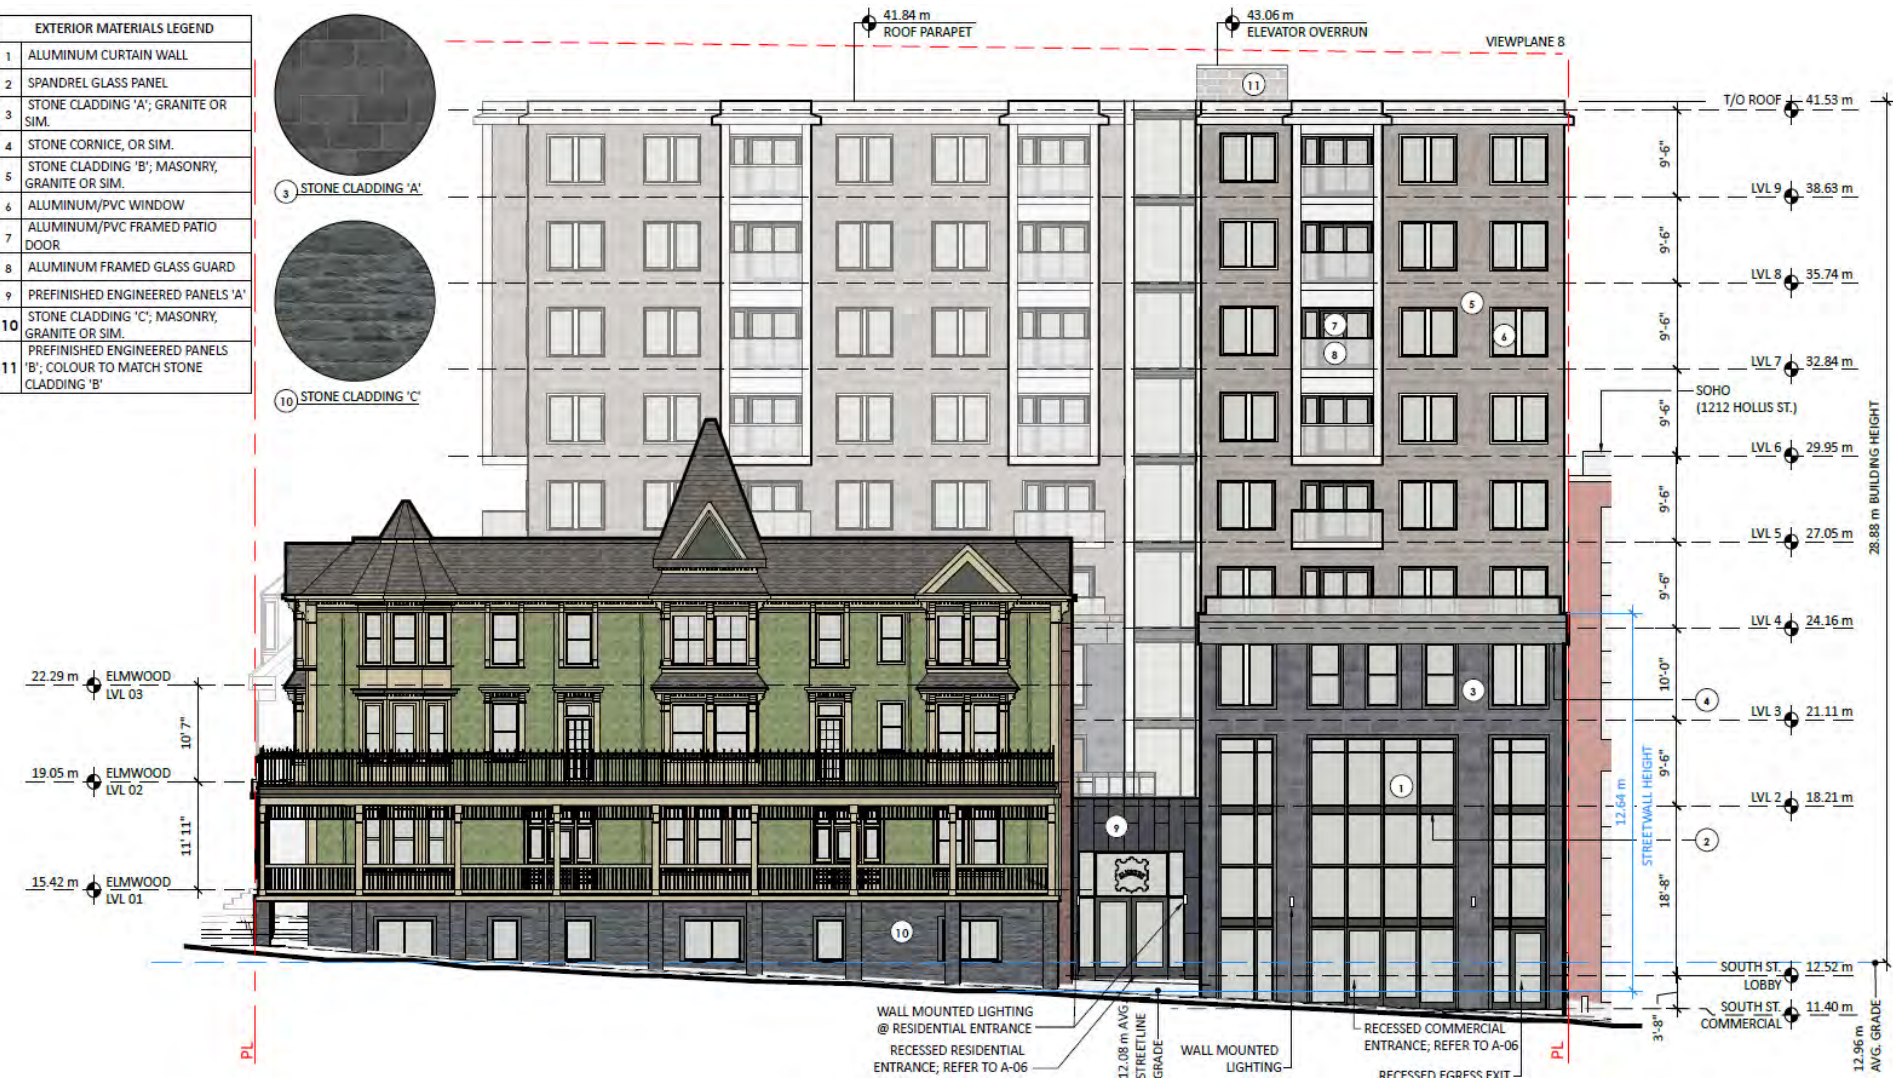 EXTERIOR MATERIALS LEGEND
1 ALUMINUM CURTAIN WALL
2 SPANDREL GLASS PANEL
3 STONE CLADDING 'A'; GRANITE OR
SIM.
4 STONE CORNICE, OR SIM.
5 STONE CLADDING 'B'; MASONRY,
GRANITE OR SIM.
6 ALUMINUM/PVC WINDOW
7 ALUMINUM/PVC FRAMED PATIO
DOOR
8 ALUMINUM FRAMED GLASS GUARD
9 PREFINISHED ENGINEERED PANELS 'A'
10 STONE CLADDING 'C'; MASONRY,
GRANITE OR SIM.
11 PREFINISHED ENGINEERED PANELS
'B'; COLOUR TO MATCH STONE
CLADDING 'B'
3 STONE CLADDING 'A'
10 STONE CLADDING 'C'
41.84 m
ROOF PARAPET
43.06 m
ELEVATOR OVERRUN
VIEWPLANE 8
11
T/O ROOF 41.53 m
9'-6"
LVL 9 38.63 m
9'-6"
LVL 8 35.74 m
5
7
6
8
9'-6"
LVL 7 32.84 m
SOHO
(1212 HOLLIS ST.)
9'-6"
LVL 6 29.95 m
9'-6"
LVL 5 27.05 m
28.88 m BUILDING HEIGHT
9'-6"
LVL 4 24.16 m
10'-0"
3
4
LVL 3 21.11 m
9'-6"
1
LVL 2 18.21 m
12.64 m
STREETWALL HEIGHT
2
18'-8"
22.29 m ELMWOOD
LVL 03
10' 7"
19.05 m ELMWOOD
LVL 02
11' 11"
15.42 m ELMWOOD
LVL 01
9
10
SOUTH ST. 12.52 m
LOBBY
SOUTH ST. 11.40 m
COMMERCIAL
3'-8"
12.96 m
AVG. GRADE
PL
WALL MOUNTED LIGHTING
@ RESIDENTIAL ENTRANCE
RECESSED RESIDENTIAL
ENTRANCE; REFER TO A-06
12.08 m AVG
STREETLINE
GRADE
WALL MOUNTED
LIGHTING
RECESSED COMMERCIAL
ENTRANCE; REFER TO A-06
RECESSED EGRESS EXIT
PL